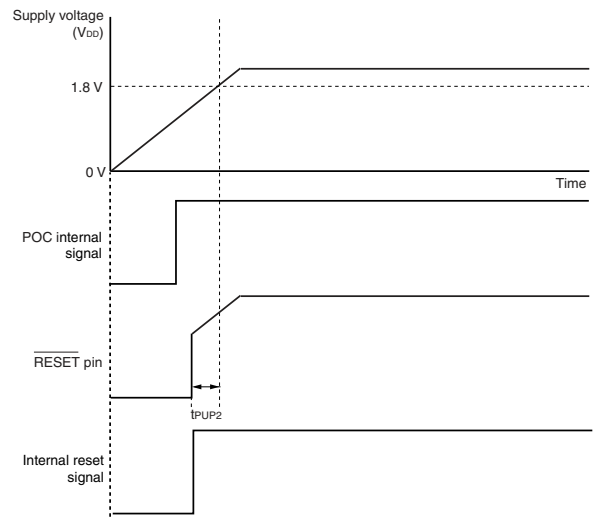 Supply voltage
(VDD)
1.8 V
0 V
Time
POC internal
signal
RESET pin
tPUP2
Internal reset
signal